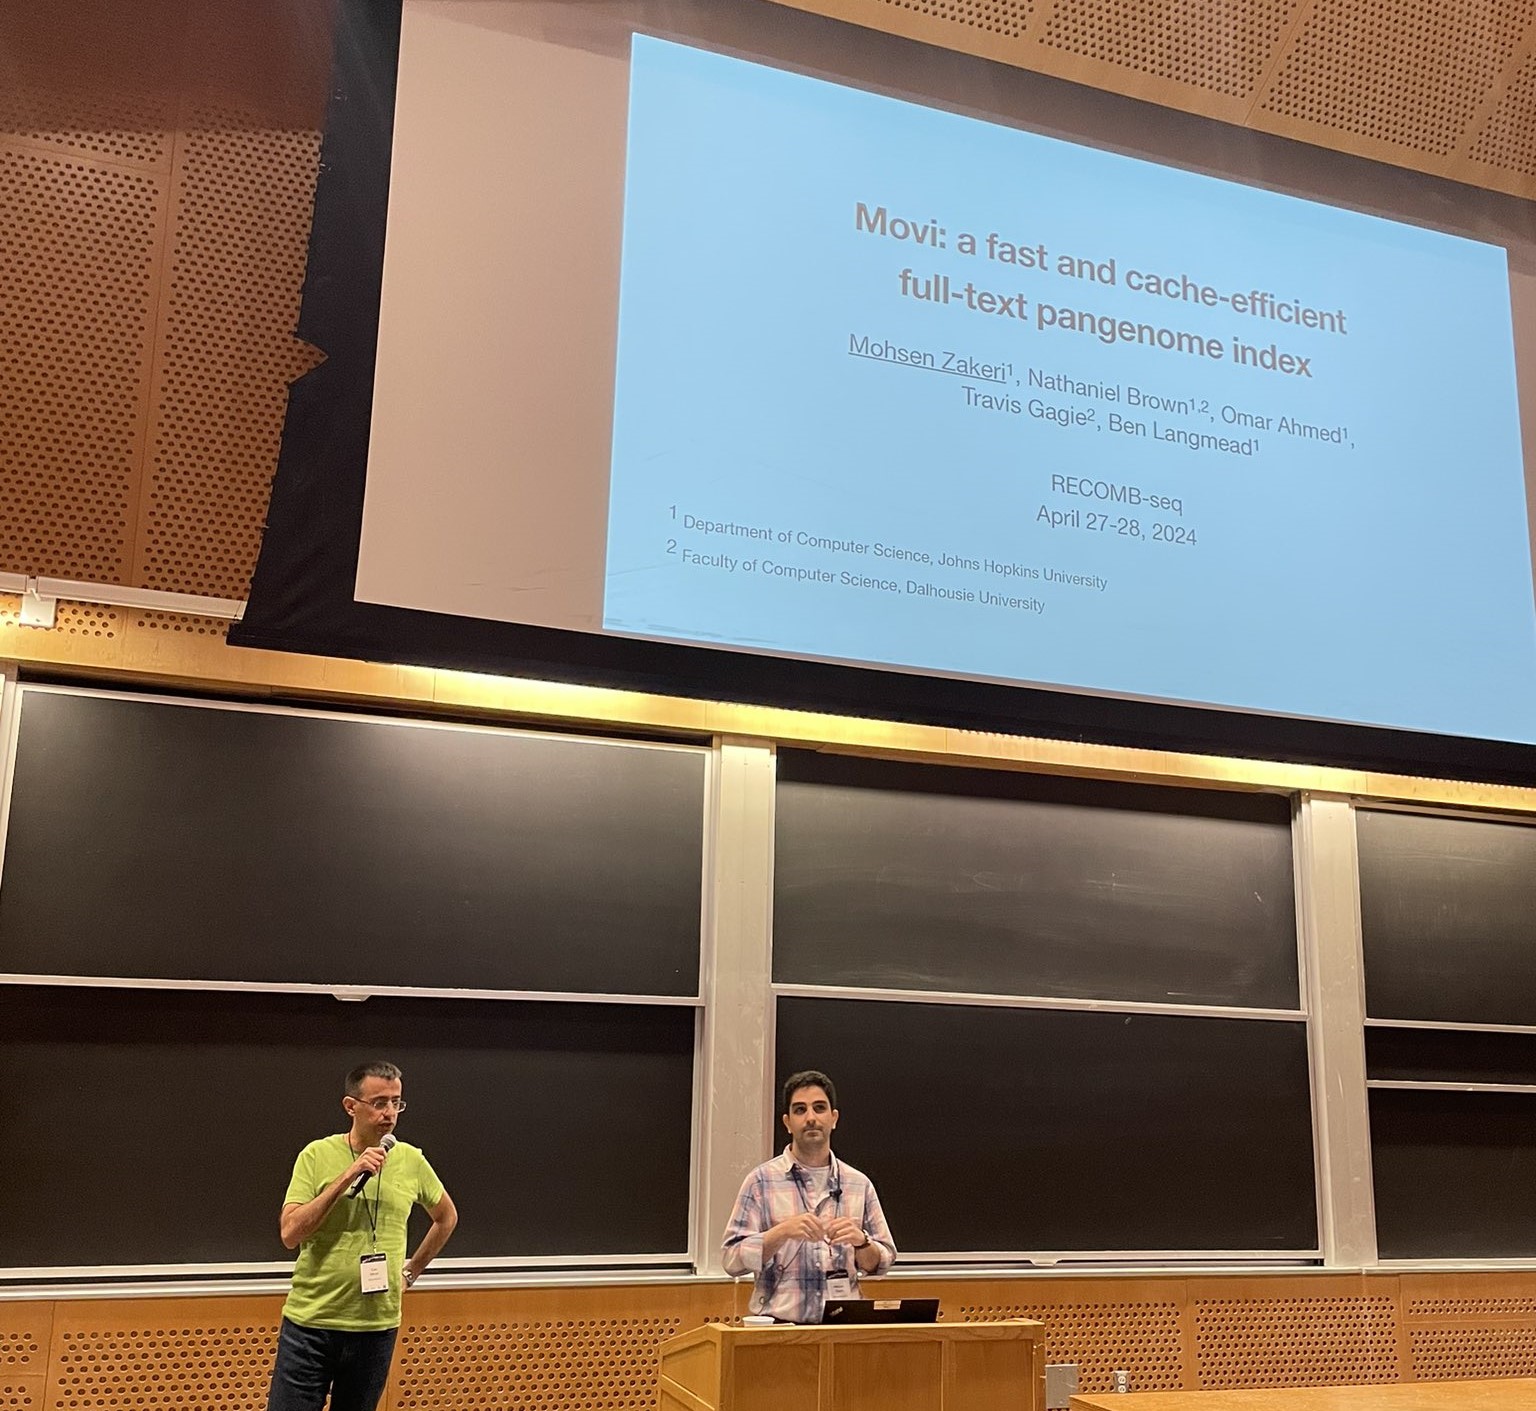 Movi: a fast and cache-efficient
full-text pangenome index
Mohsen Zakeri¹, Nathaniel Brown¹,², Omar Ahmed¹,
Travis Gagie², Ben Langmead¹
RECOMB-seq
April 27-28, 2024
¹ Department of Computer Science, Johns Hopkins University
² Faculty of Computer Science, Dalhousie University